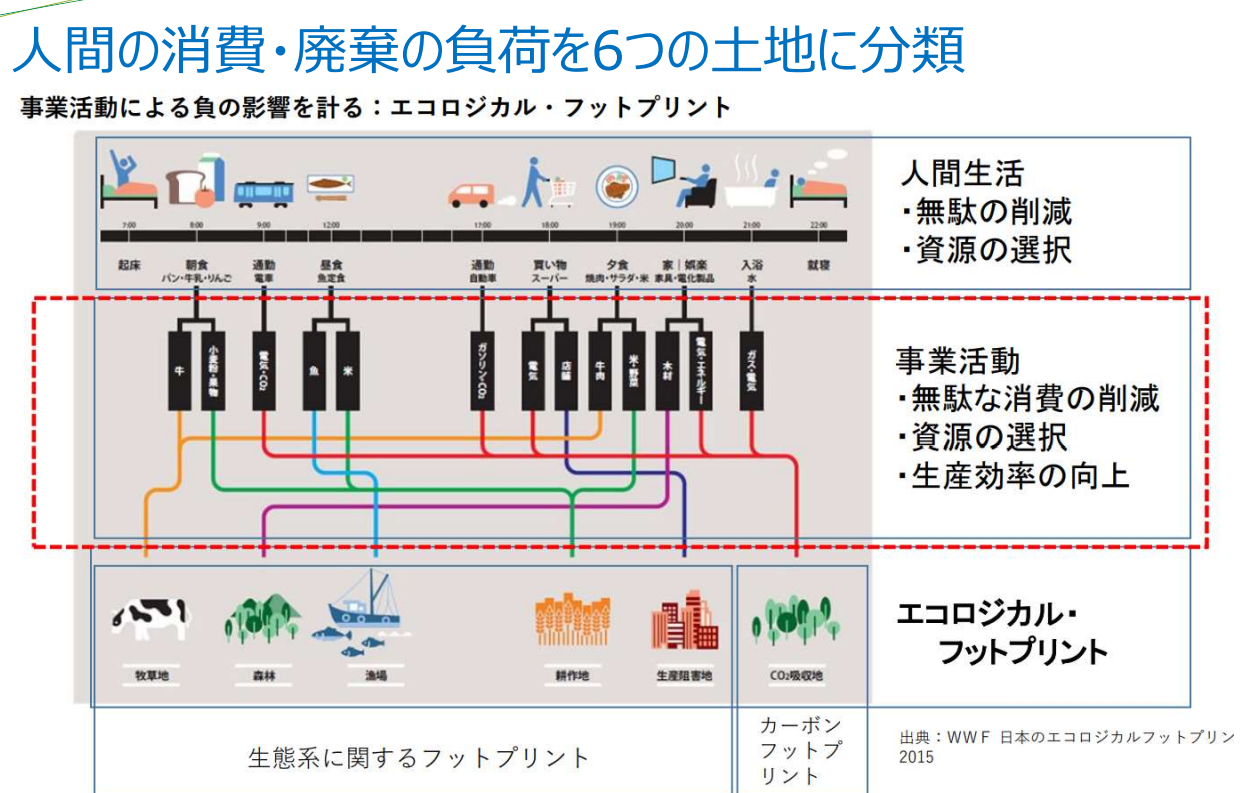 人間の消費・廃棄の負荷を6つの土地に分類
事業活動による負の影響を計る：エコロジカル・フットプリント
7:00 8:00 9:00 12:00 17:00 18:00 19:00 20:00 21:00 22:00
起床 朝食 通勤 昼食 通勤 買い物 夕食 家｜娯楽 入浴 就寝
パン・牛乳・りんご 電車 魚定食 自動車 スーパー 焼肉・サラダ・米 家具・電化製品 水
人間生活
・無駄の削減
・資源の選択
牛
小麦粉・果物
電気・CO₂
魚
米
ガソリン・CO₂
電気
店舗
牛肉
米・野菜
木材
電気・エネルギー
ガス・電気
事業活動
・無駄な消費の削減
・資源の選択
・生産効率の向上
牧草地 森林 漁場 耕作地 生産阻害地 CO₂吸収地
エコロジカル・
フットプリント
生態系に関するフットプリント
カーボン
フットプ
リント
出典：ＷＷＦ 日本のエコロジカルフットプリン
2015